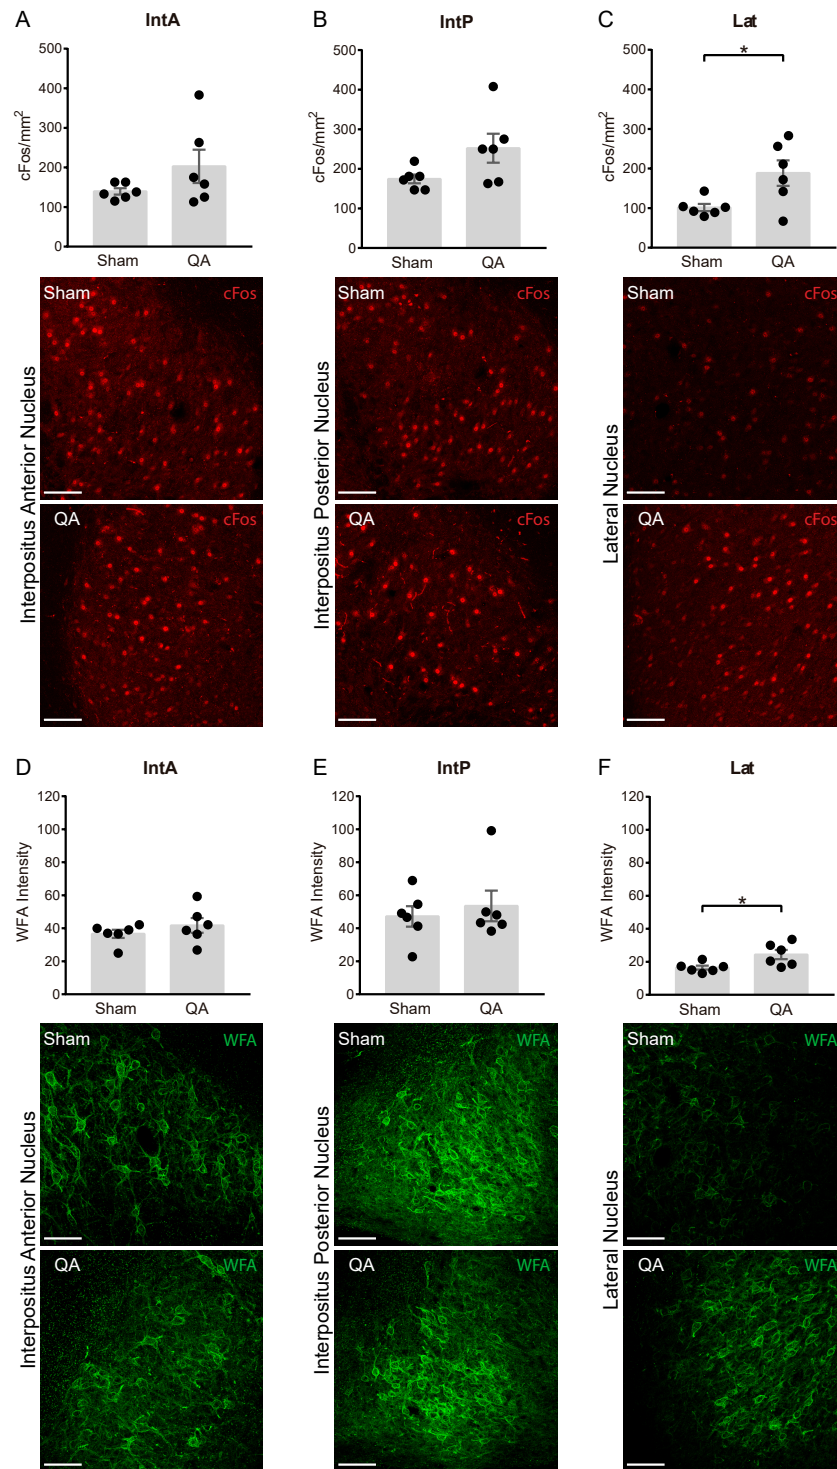 A
IntA
cFos/mm²
500
400
300
200
100
0
Sham
QA
B
IntP
cFos/mm²
500
400
300
200
100
0
Sham
QA
C
Lat
cFos/mm²
500
400
300
200
100
0
*
Sham
QA
Interpositus Anterior Nucleus
Sham
cFos
QA
cFos
Interpositus Posterior Nucleus
Sham
cFos
QA
cFos
Lateral Nucleus
Sham
cFos
QA
cFos
D
IntA
WFA Intensity
120
100
80
60
40
20
0
Sham
QA
E
IntP
WFA Intensity
120
100
80
60
40
20
0
Sham
QA
F
Lat
WFA Intensity
120
100
80
60
40
20
0
*
Sham
QA
Interpositus Anterior Nucleus
Sham
WFA
QA
WFA
Interpositus Posterior Nucleus
Sham
WFA
QA
WFA
Lateral Nucleus
Sham
WFA
QA
WFA